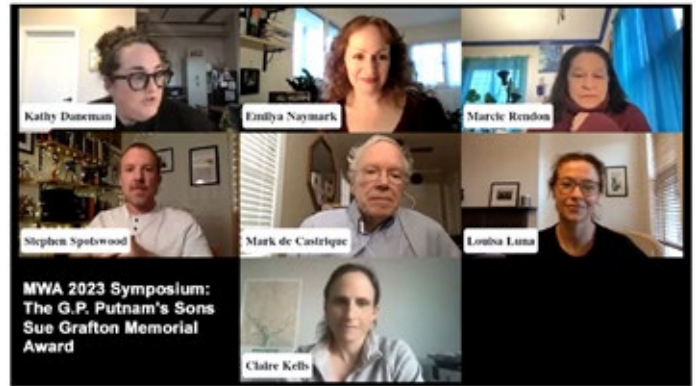 Kathy Daneman
Emilya Naymark
Marcie Rendon
Stephen Spotswood
Mark de Castrique
Louisa Luna
MWA 2023 Symposium:
The G.P. Putnam's Sons
Sue Grafton Memorial
Award
Claire Kells